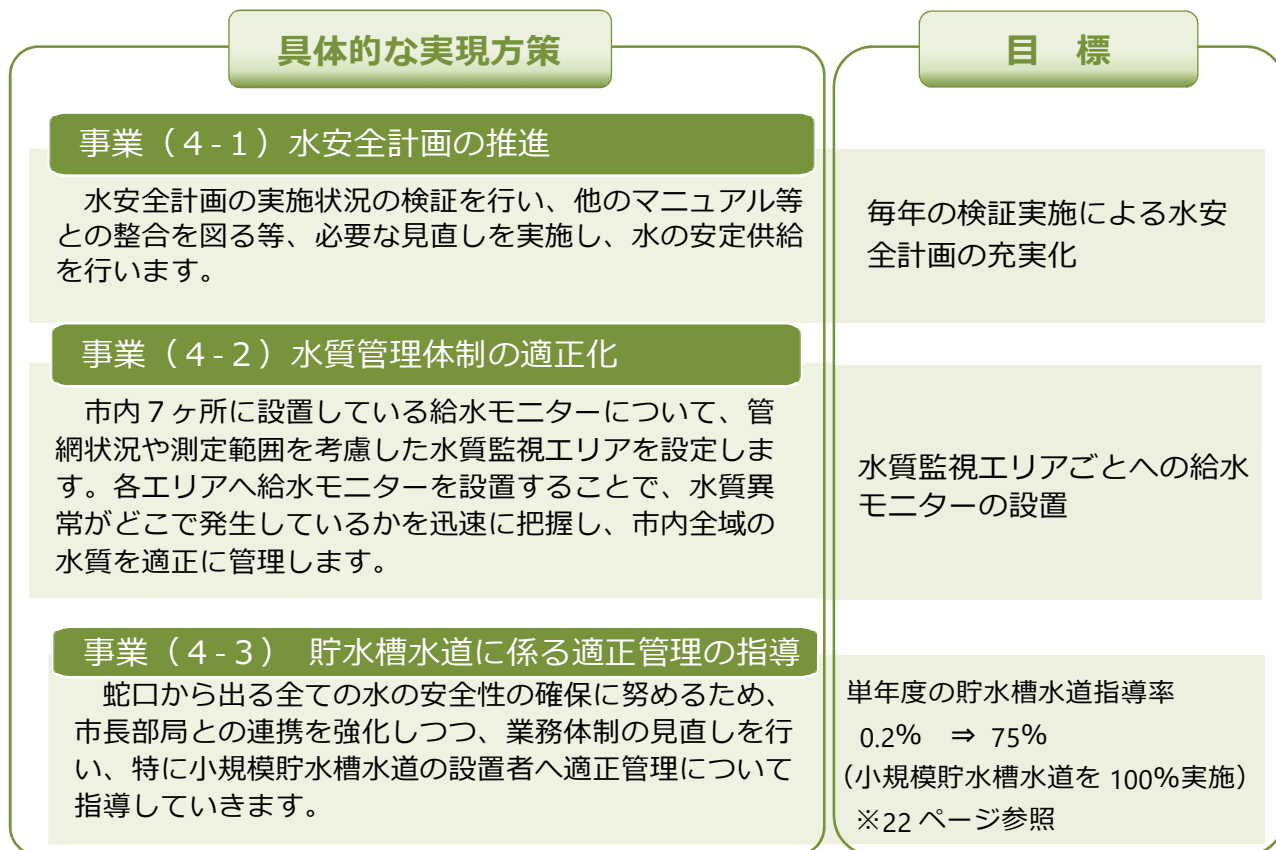 具体的な実現方策
目 標
事業（４-１）水安全計画の推進
水安全計画の実施状況の検証を行い、他のマニュアル等
との整合を図る等、必要な見直しを実施し、水の安定供給
を行います。
毎年の検証実施による水安
全計画の充実化
事業（４-２）水質管理体制の適正化
市内７ヶ所に設置している給水モニターについて、管
網状況や測定範囲を考慮した水質監視エリアを設定しま
す。各エリアへ給水モニターを設置することで、水質異
常がどこで発生しているかを迅速に把握し、市内全域の
水質を適正に管理します。
水質監視エリアごとへの給水
モニターの設置
事業（４-３） 貯水槽水道に係る適正管理の指導
蛇口から出る全ての水の安全性の確保に努めるため、
市長部局との連携を強化しつつ、業務体制の見直しを行
い、特に小規模貯水槽水道の設置者へ適正管理について
指導していきます。
単年度の貯水槽水道指導率
0.2% ⇒ 75%
（小規模貯水槽水道を 100%実施）
※22 ページ参照